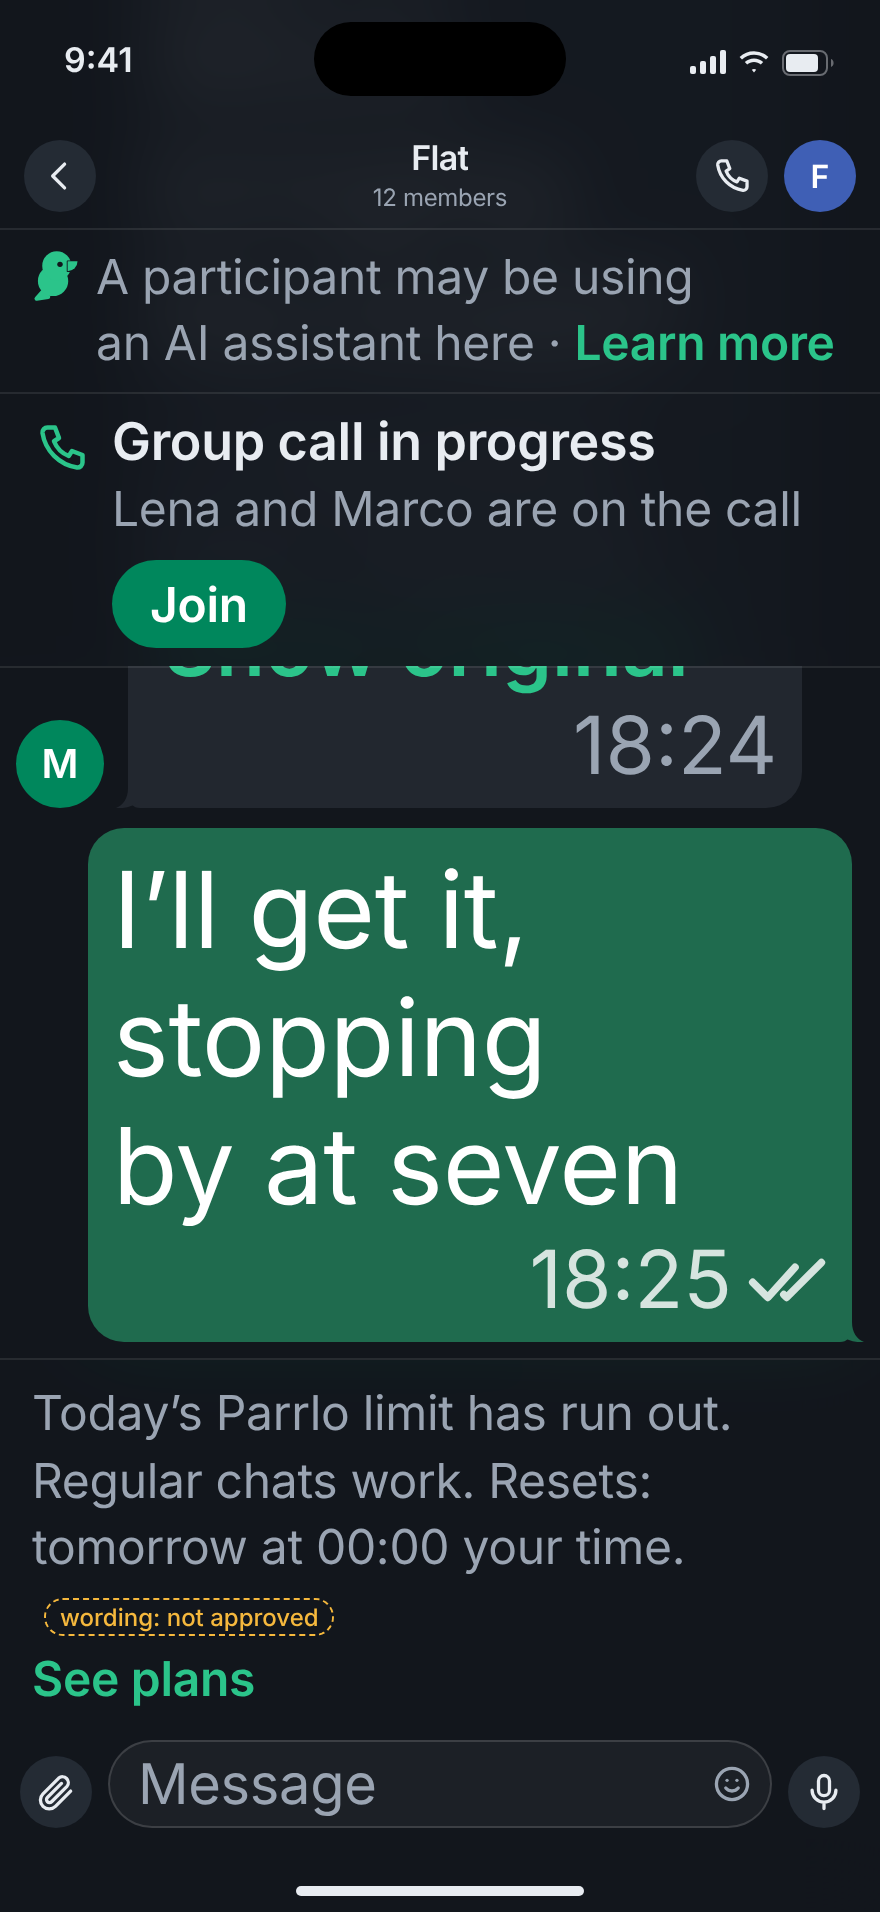 9:41
Flat
12 members
F
A participant may be using
an AI assistant here · Learn more
Group call in progress
Lena and Marco are on the call
Join
Show original
18:24
M
I’ll get it,
stopping
by at seven
18:25
Today’s Parrlo limit has run out.
Regular chats work. Resets:
tomorrow at 00:00 your time.
wording: not approved
See plans
Message